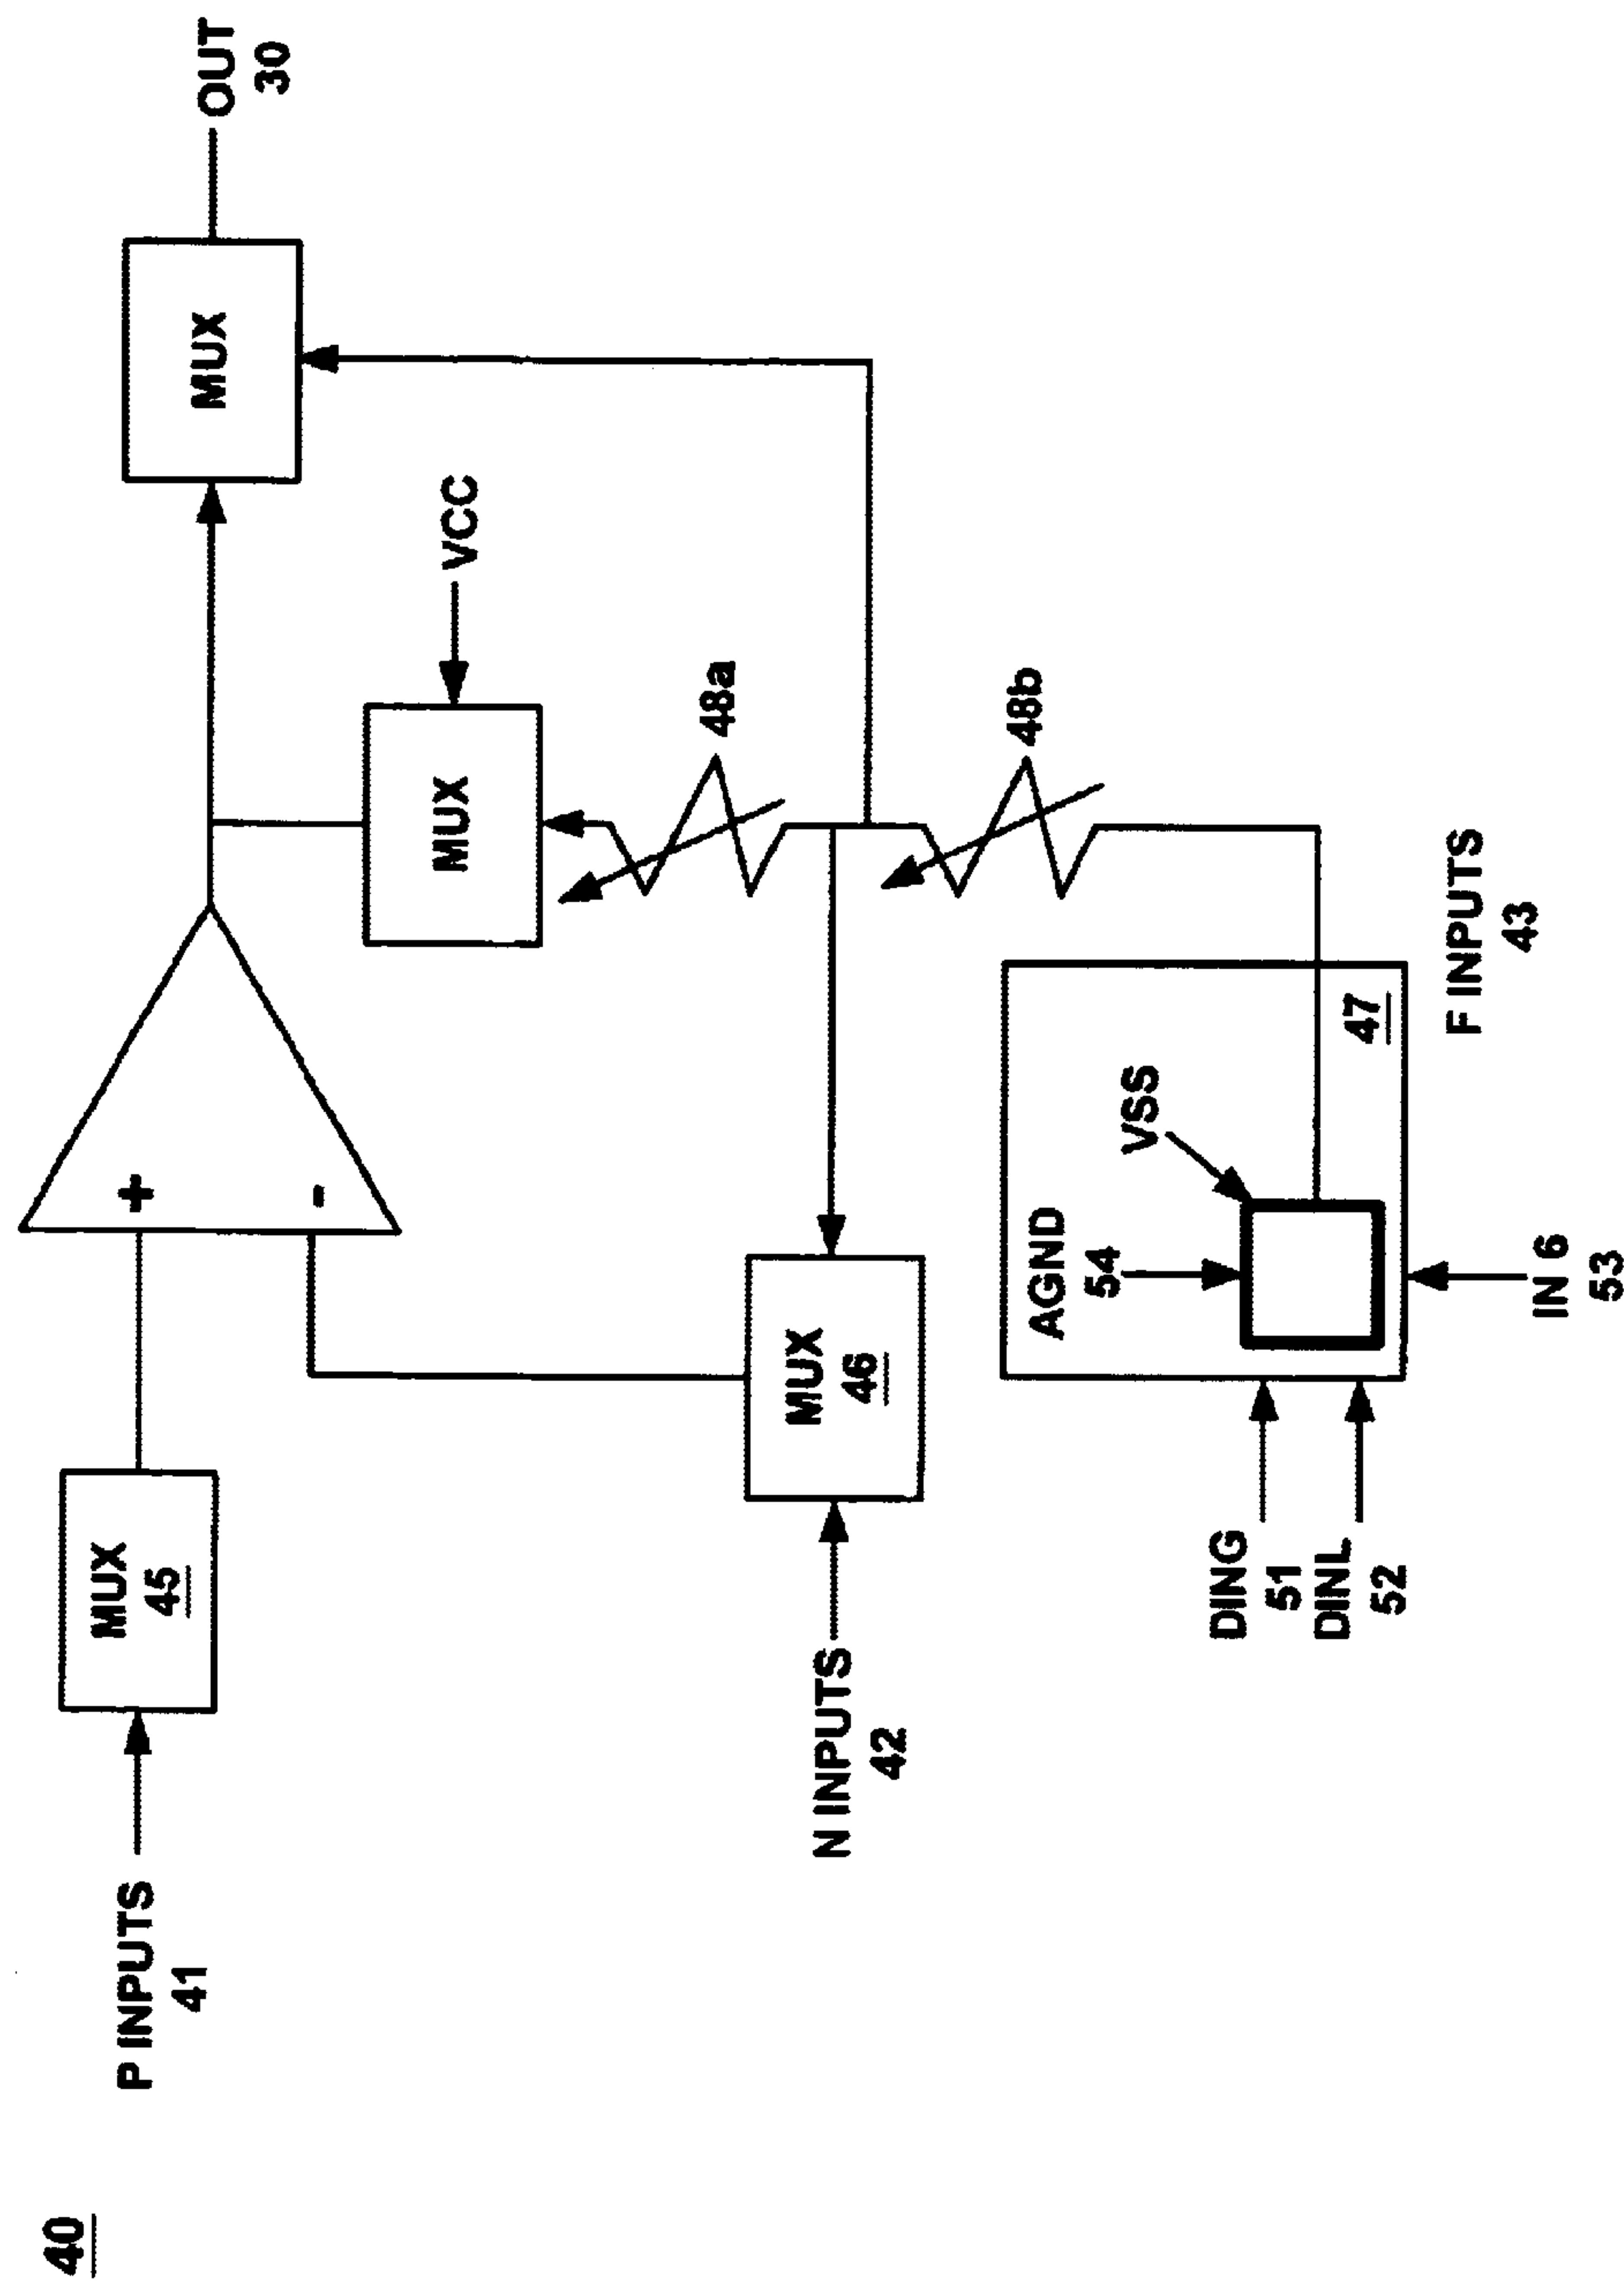 40
P INPUTS
41
MUX
45
+
-
MUX
OUT
30
MUX
VCC
48a
N INPUTS
42
MUX
46
48b
AGND
54
VSS
47
DING
51
DINL
52
IN 6
53
F INPUTS
43